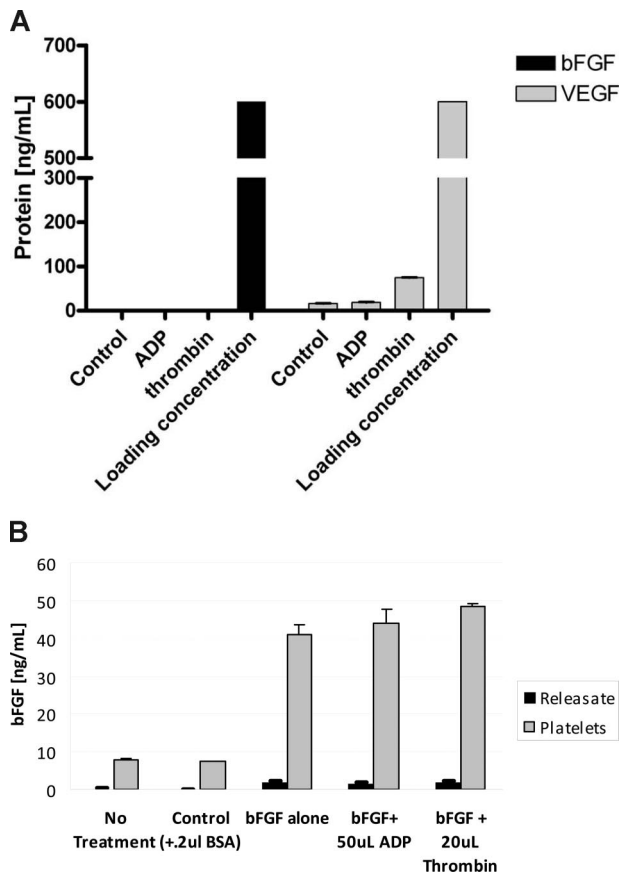 A
700
600
500
300
200
100
0
Protein [ng/mL]
bFGF
VEGF
Control
ADP
thrombin
Loading concentration
Control
ADP
thrombin
Loading concentration
B
60
50
40
30
20
10
0
bFGF [ng/mL]
Releasate
Platelets
No
Treatment
Control
(+.2ul BSA)
bFGF alone
bFGF+
50uL ADP
bFGF +
20uL
Thrombin